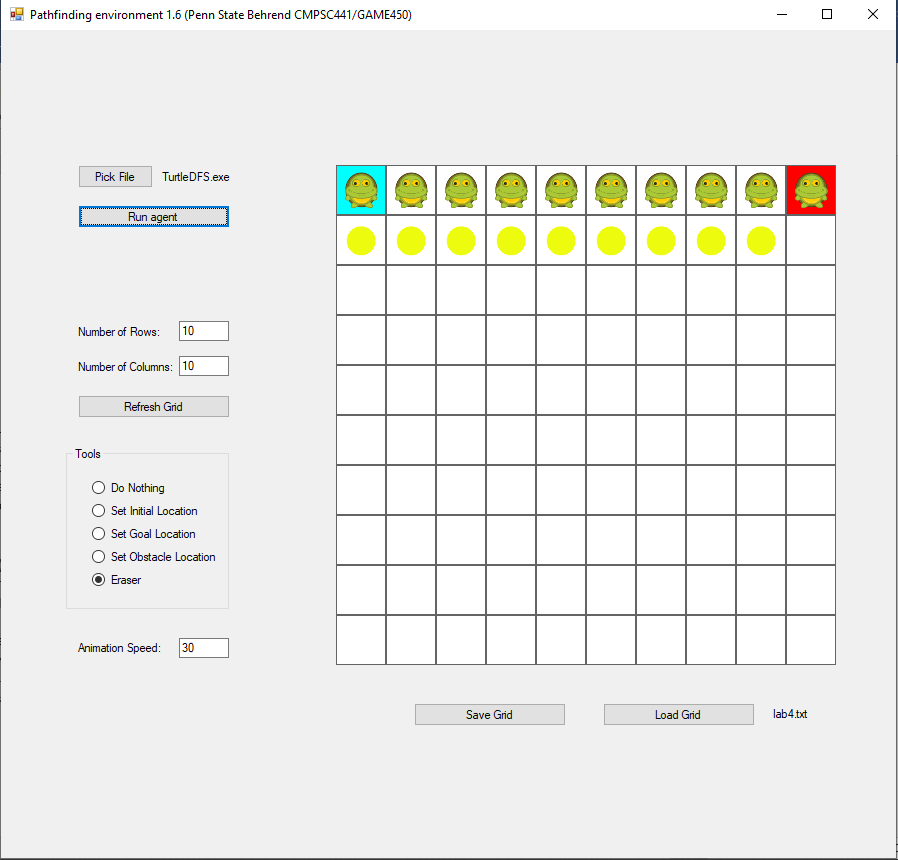 Pathfinding environment 1.6 (Penn State Behrend CMPSC441/GAME450)
Pick File TurtleDFS.exe
Run agent
Number of Rows: 10
Number of Columns: 10
Refresh Grid
Tools
Do Nothing
Set Initial Location
Set Goal Location
Set Obstacle Location
Eraser
Animation Speed: 30
Save Grid Load Grid lab4.txt